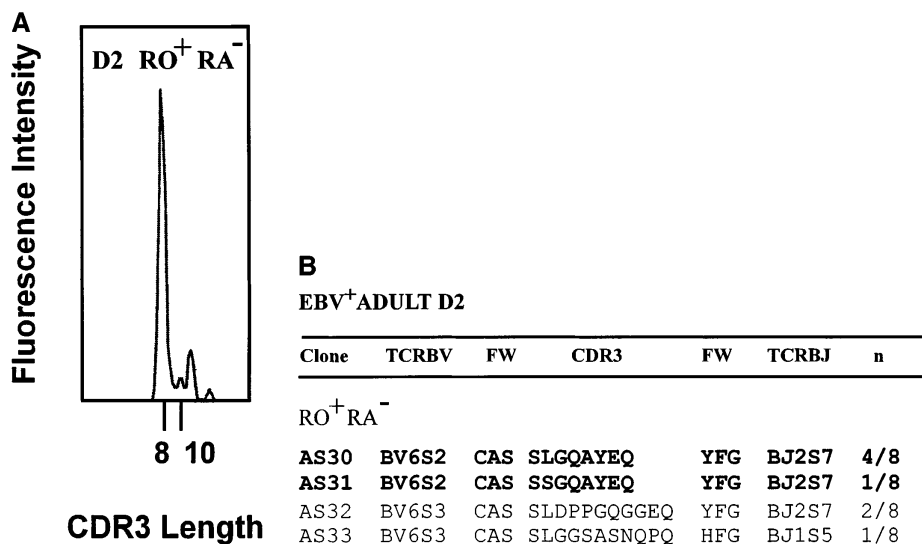 A
D2 RO+ RA-
Fluorescence Intensity
8 10
CDR3 Length
B
EBV+ADULT D2
Clone TCRBV FW CDR3 FW TCRBJ n
RO+RA-
AS30 BV6S2 CAS SLGQAYEQ YFG BJ2S7 4/8
AS31 BV6S2 CAS SSGQAYEQ YFG BJ2S7 1/8
AS32 BV6S3 CAS SLDPPGQGGEQ YFG BJ2S7 2/8
AS33 BV6S3 CAS SLGGSASNQPQ HFG BJ1S5 1/8